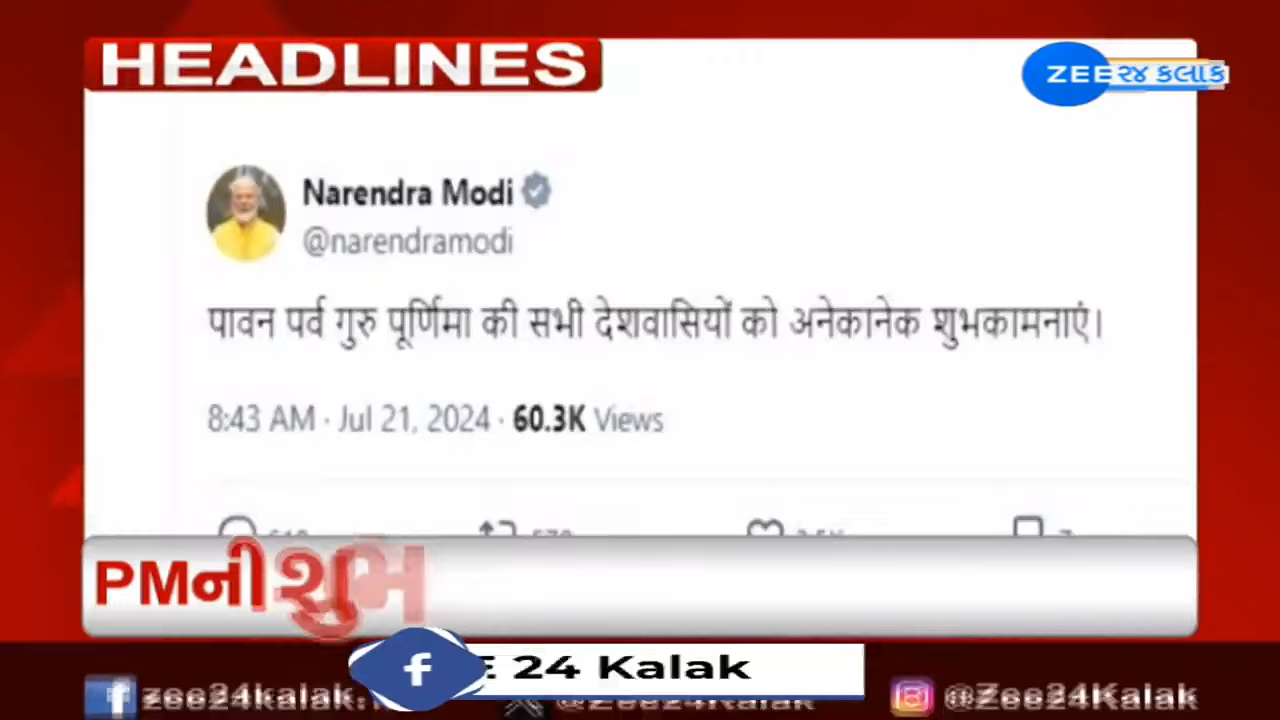 HEADLINES
ZEE ૨૪ કલાક
Narendra Modi
@narendramodi
पावन पर्व गुरु पूर्णिमा की सभी देशवासियों को अनेकानेक शुभकामनाएं।
8:43 AM · Jul 21, 2024 · 60.3K Views
PMની શુભ
24 Kalak
@Zee24Kalak